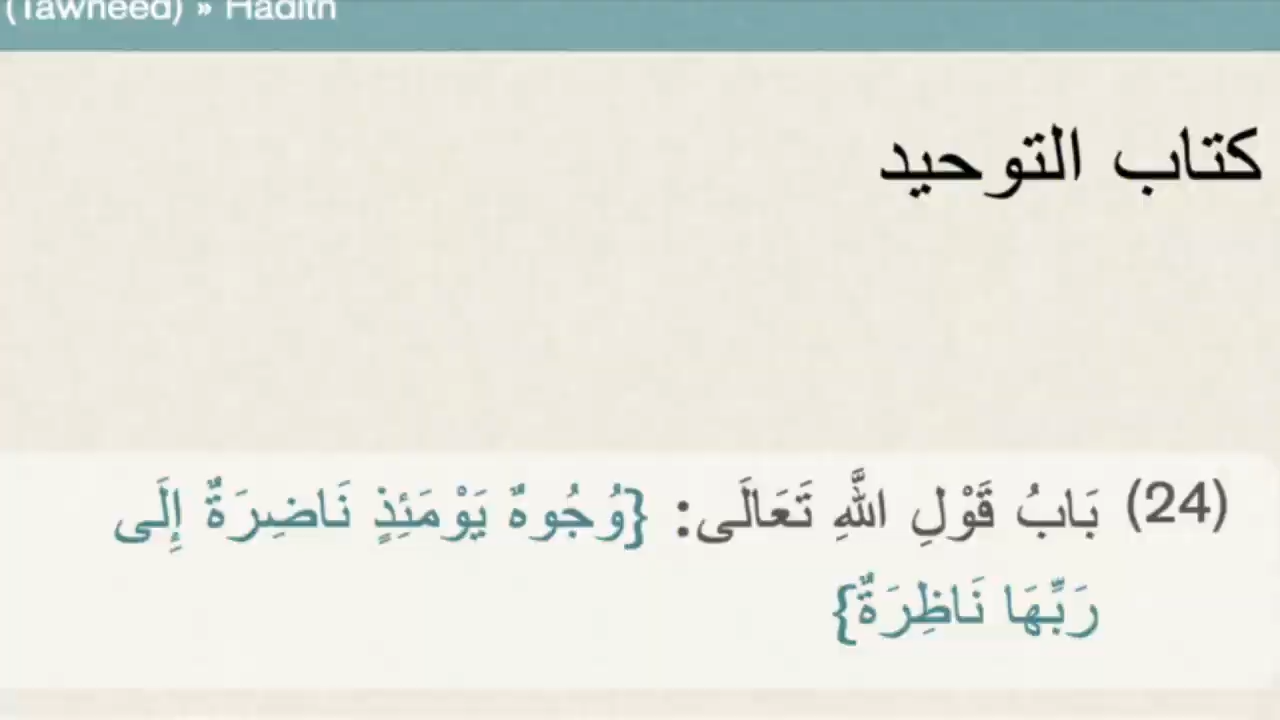 (Tawheed) » Hadith
كتاب التوحيد
(24) بَابُ قَوْلِ اللَّهِ تَعَالَى: {وُجُوهٌ يَوْمَئِذٍ نَاضِرَةٌ إِلَى
رَبِّهَا نَاظِرَةٌ}